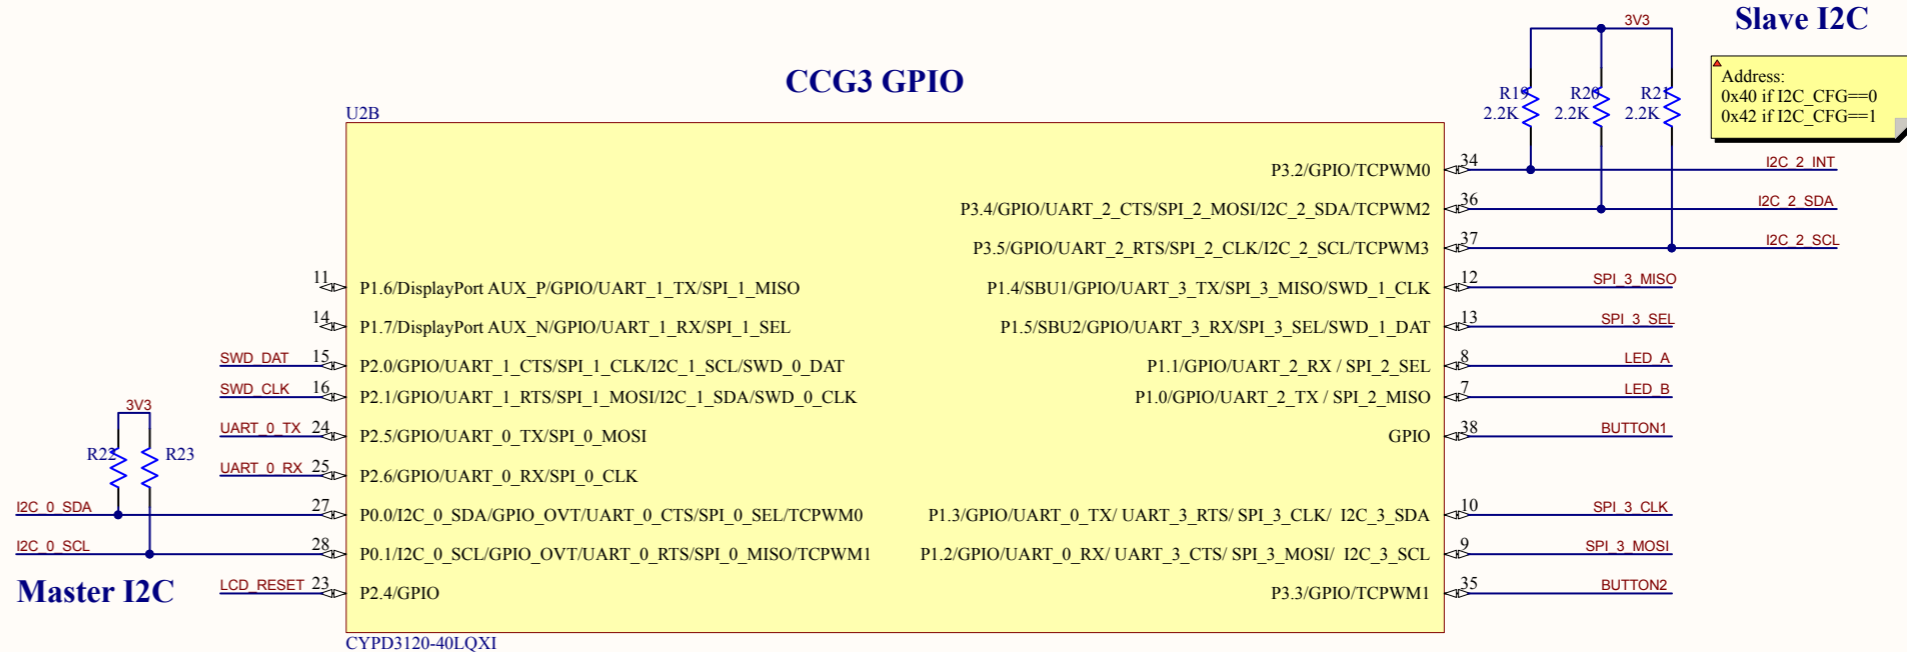 Slave I2C
3V3
CCG3 GPIO
Address:
0x40 if I2C_CFG==0
0x42 if I2C_CFG==1
R19
2.2K
R20
2.2K
R21
2.2K
U2B
P3.2/GPIO/TCPWM0 34 I2C_2_INT
P3.4/GPIO/UART_2_CTS/SPI_2_MOSI/I2C_2_SDA/TCPWM2 36 I2C_2_SDA
P3.5/GPIO/UART_2_RTS/SPI_2_CLK/I2C_2_SCL/TCPWM3 37 I2C_2_SCL
11 P1.6/DisplayPort AUX_P/GPIO/UART_1_TX/SPI_1_MISO
P1.4/SBU1/GPIO/UART_3_TX/SPI_3_MISO/SWD_1_CLK 12 SPI_3_MISO
14 P1.7/DisplayPort AUX_N/GPIO/UART_1_RX/SPI_1_SEL
P1.5/SBU2/GPIO/UART_3_RX/SPI_3_SEL/SWD_1_DAT 13 SPI_3_SEL
SWD_DAT 15 P2.0/GPIO/UART_1_CTS/SPI_1_CLK/I2C_1_SCL/SWD_0_DAT
P1.1/GPIO/UART_2_RX / SPI_2_SEL 8 LED_A
SWD_CLK 16 P2.1/GPIO/UART_1_RTS/SPI_1_MOSI/I2C_1_SDA/SWD_0_CLK
P1.0/GPIO/UART_2_TX / SPI_2_MISO 7 LED_B
3V3
UART_0_TX 24 P2.5/GPIO/UART_0_TX/SPI_0_MOSI
GPIO 38 BUTTON1
R22
R23
UART_0_RX 25 P2.6/GPIO/UART_0_RX/SPI_0_CLK
I2C_0_SDA 27 P0.0/I2C_0_SDA/GPIO_OVT/UART_0_CTS/SPI_0_SEL/TCPWM0
P1.3/GPIO/UART_0_TX/ UART_3_RTS/ SPI_3_CLK/ I2C_3_SDA 10 SPI_3_CLK
I2C_0_SCL 28 P0.1/I2C_0_SCL/GPIO_OVT/UART_0_RTS/SPI_0_MISO/TCPWM1
P1.2/GPIO/UART_0_RX/ UART_3_CTS/ SPI_3_MOSI/ I2C_3_SCL 9 SPI_3_MOSI
Master I2C
LCD_RESET 23 P2.4/GPIO
P3.3/GPIO/TCPWM1 35 BUTTON2
CYPD3120-40LQXI